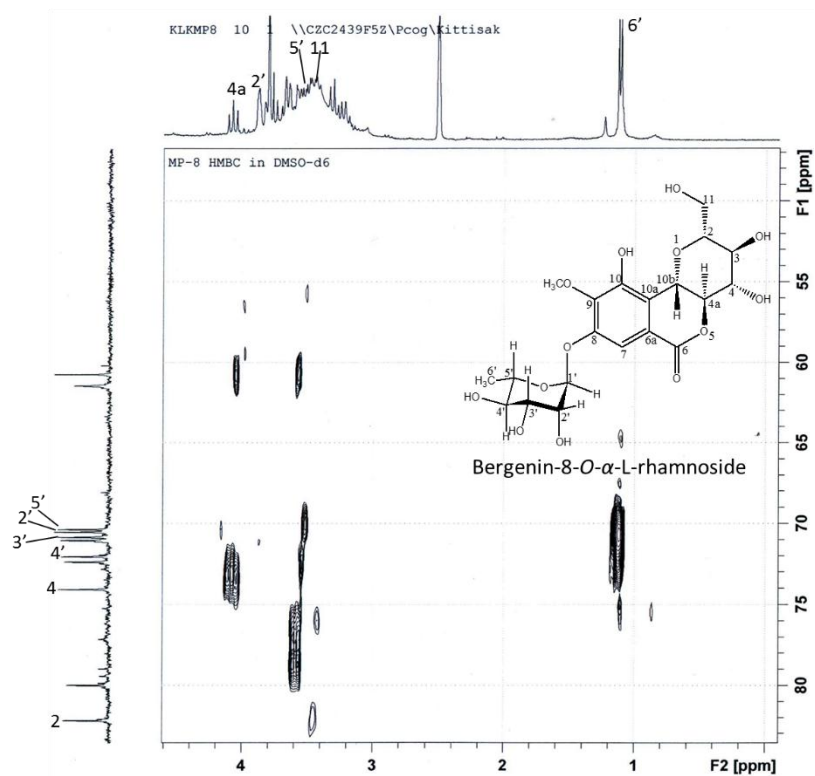 KLKMP8 10 1 \\CZC2439F5Z\Pcog\Kittisak
6’
5’ 11
4a 2’
MP-8 HMBC in DMSO-d6
F1 [ppm]
55
60
65
70
75
80
5’
2’
3’
4’
4
2
HO
11
O
1
2
OH
3
OH
10
10b
H
4
OH
H₃CO
9
10a
4a
H
8
7
6a
6
O
5
O
O
6’
H₃C
5’
H
H
O
1’
H
HO
4’
3’
2’
H
HO
H
OH
Bergenin-8-O-α-L-rhamnoside
4 3 2 1 F2 [ppm]